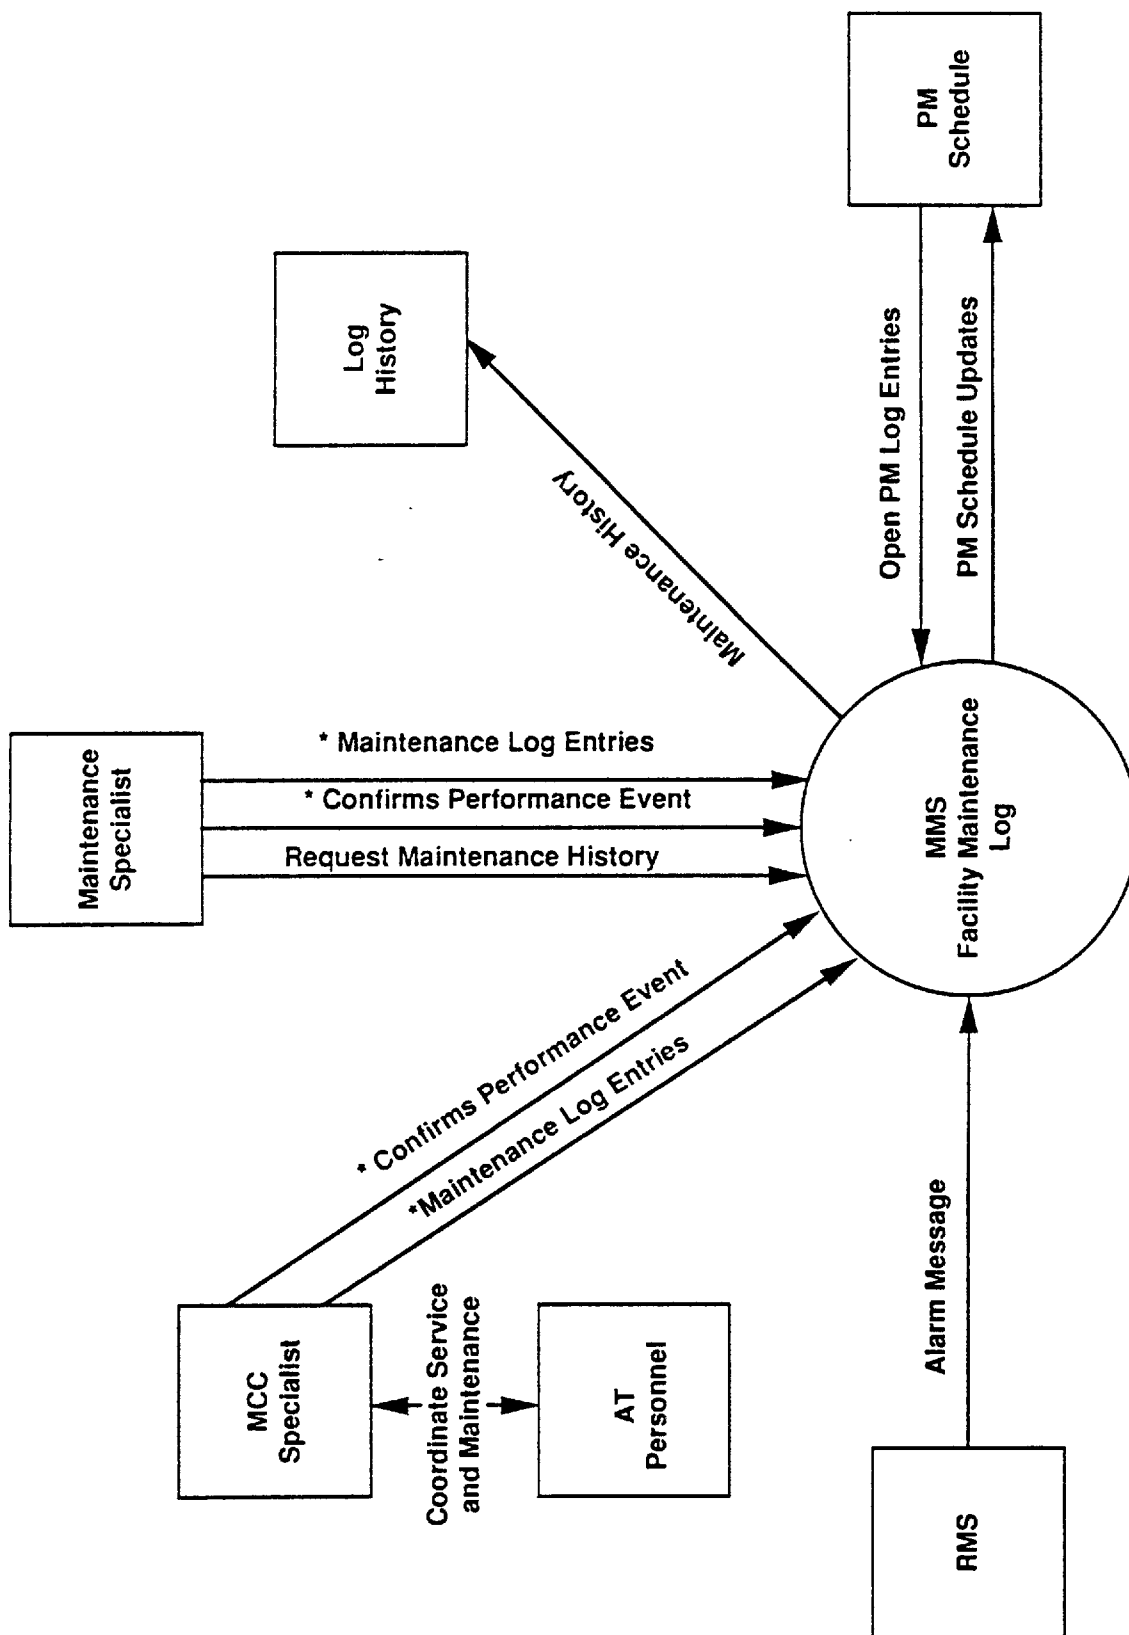 Maintenance
Specialist
* Maintenance Log Entries
* Confirms Performance Event
Request Maintenance History
Log
History
Maintenance History
PM
Schedule
Open PM Log Entries
PM Schedule Updates
MCC
Specialist
* Confirms Performance Event
*Maintenance Log Entries
Coordinate Service
and Maintenance
AT
Personnel
RMS
Alarm Message
MMS
Facility Maintenance
Log